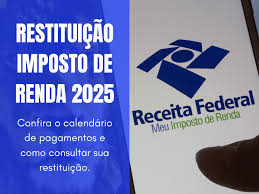 RESTITUIÇÃO
IMPOSTO DE
RENDA 2025
Confira o calendário
de pagamentos e
como consultar sua
restituição.
Receita Federal
Meu Imposto de Renda